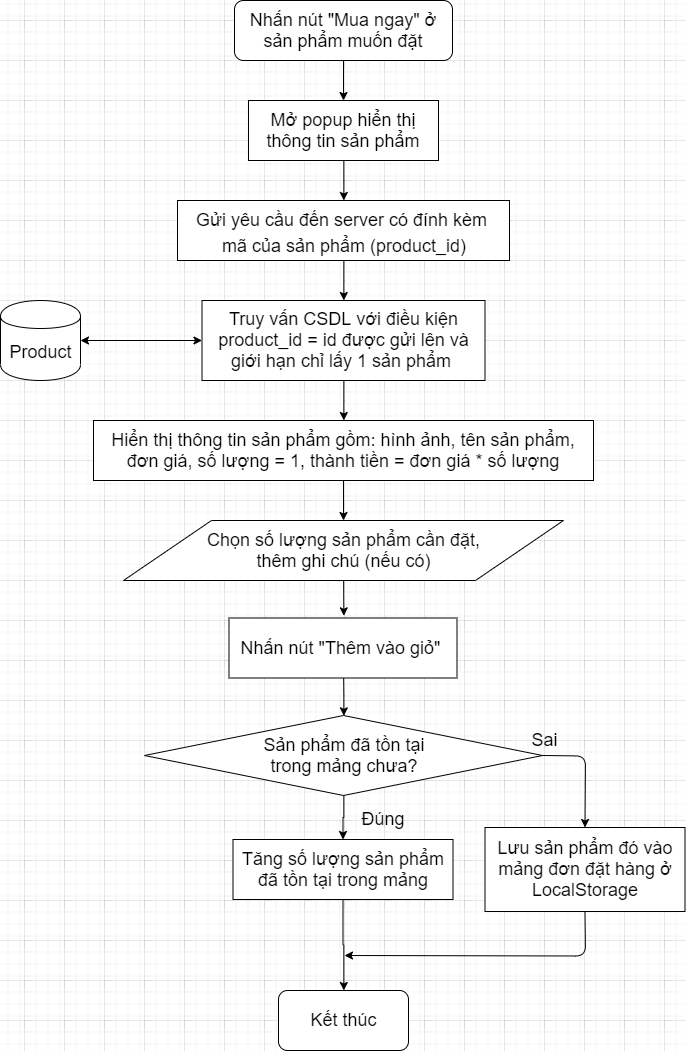 Nhấn nút "Mua ngay" ở
sản phẩm muốn đặt
Mở popup hiển thị
thông tin sản phẩm
Gửi yêu cầu đến server có đính kèm
mã của sản phẩm (product_id)
Product
Truy vấn CSDL với điều kiện
product_id = id được gửi lên và
giới hạn chỉ lấy 1 sản phẩm
Hiển thị thông tin sản phẩm gồm: hình ảnh, tên sản phẩm,
đơn giá, số lượng = 1, thành tiền = đơn giá * số lượng
Chọn số lượng sản phẩm cần đặt,
thêm ghi chú (nếu có)
Nhấn nút "Thêm vào giỏ"
Sản phẩm đã tồn tại
trong mảng chưa?
Sai
Đúng
Tăng số lượng sản phẩm
đã tồn tại trong mảng
Lưu sản phẩm đó vào
mảng đơn đặt hàng ở
LocalStorage
Kết thúc